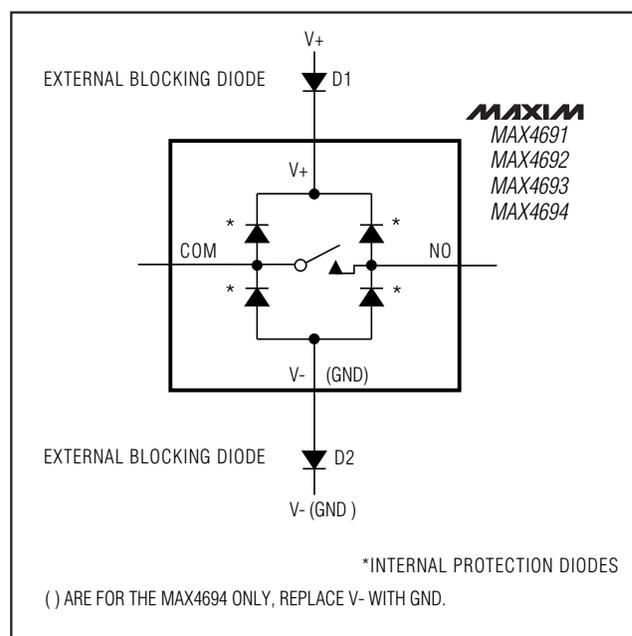 V+
EXTERNAL BLOCKING DIODE D1
MAXIM
MAX4691
MAX4692
MAX4693
MAX4694
V+
* *
COM NO
* *
V- (GND)
EXTERNAL BLOCKING DIODE D2
V- (GND )
*INTERNAL PROTECTION DIODES
( ) ARE FOR THE MAX4694 ONLY, REPLACE V- WITH GND.